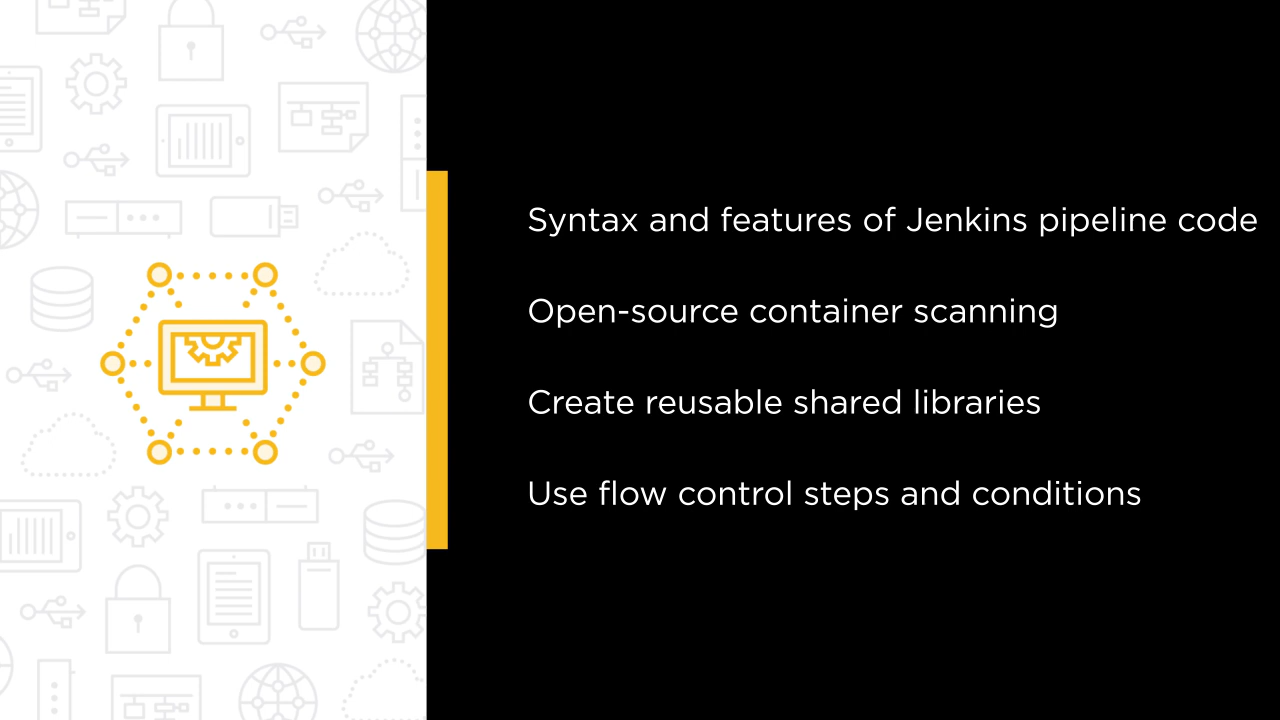 Syntax and features of Jenkins pipeline code
Open-source container scanning
Create reusable shared libraries
Use flow control steps and conditions